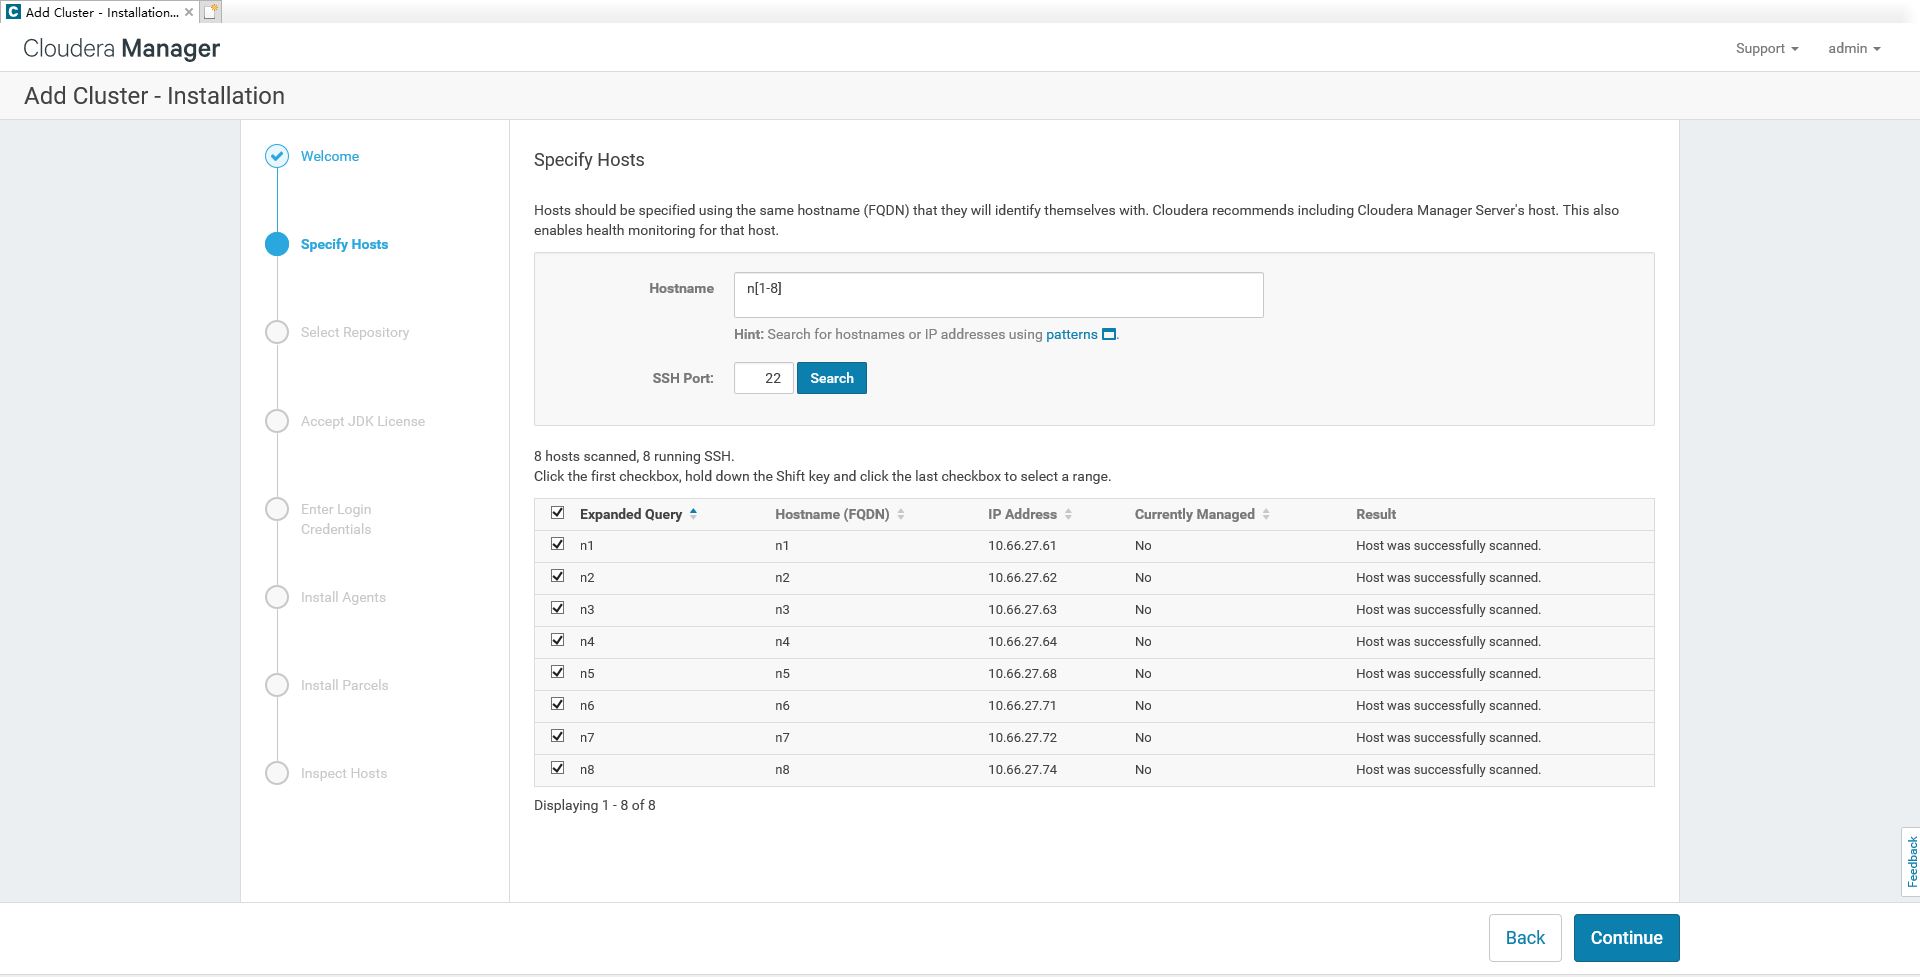 Add Cluster - Installation...
Cloudera Manager
Support
admin
Add Cluster - Installation
Welcome
Specify Hosts
Select Repository
Accept JDK License
Enter Login
Credentials
Install Agents
Install Parcels
Inspect Hosts
Specify Hosts
Hosts should be specified using the same hostname (FQDN) that they will identify themselves with. Cloudera recommends including Cloudera Manager Server's host. This also
enables health monitoring for that host.
Hostname n[1-8]
Hint: Search for hostnames or IP addresses using patterns .
SSH Port: 22 Search
8 hosts scanned, 8 running SSH.
Click the first checkbox, hold down the Shift key and click the last checkbox to select a range.
Expanded Query Hostname (FQDN) IP Address Currently Managed Result
n1 n1 10.66.27.61 No Host was successfully scanned.
n2 n2 10.66.27.62 No Host was successfully scanned.
n3 n3 10.66.27.63 No Host was successfully scanned.
n4 n4 10.66.27.64 No Host was successfully scanned.
n5 n5 10.66.27.68 No Host was successfully scanned.
n6 n6 10.66.27.71 No Host was successfully scanned.
n7 n7 10.66.27.72 No Host was successfully scanned.
n8 n8 10.66.27.74 No Host was successfully scanned.
Displaying 1 - 8 of 8
Feedback
Back
Continue